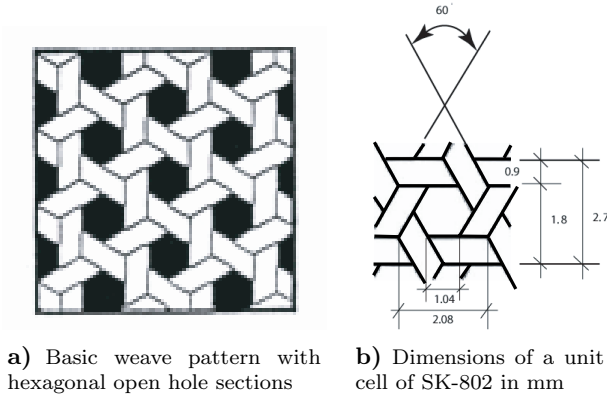 b)
60
0.9
1.8
2.7
1.04
2.08
a) Basic weave pattern with
hexagonal open hole sections
b) Dimensions of a unit
cell of SK-802 in mm